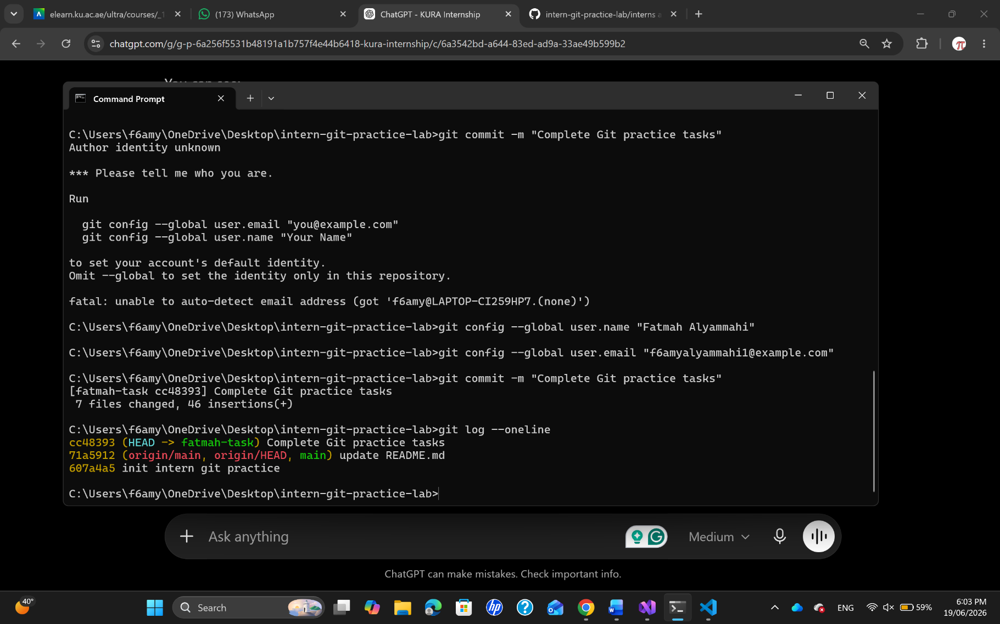 elearn.ku.ac.ae/ultra/courses/_1
(173) WhatsApp
ChatGPT - KURA Internship
intern-git-practice-lab/interns a
chatgpt.com/g/g-p-6a256f5531b48191a1b757f4e44b6418-kura-internship/c/6a3542bd-a644-83ed-ad9a-33ae49b599b2
Command Prompt
C:\Users\f6amy\OneDrive\Desktop\intern-git-practice-lab>git commit -m "Complete Git practice tasks"
Author identity unknown
*** Please tell me who you are.
Run
git config --global user.email "you@example.com"
git config --global user.name "Your Name"
to set your account's default identity.
Omit --global to set the identity only in this repository.
fatal: unable to auto-detect email address (got 'f6amy@LAPTOP-CI259HP7.(none)')
C:\Users\f6amy\OneDrive\Desktop\intern-git-practice-lab>git config --global user.name "Fatmah Alyammahi"
C:\Users\f6amy\OneDrive\Desktop\intern-git-practice-lab>git config --global user.email "f6amyalyammahi1@example.com"
C:\Users\f6amy\OneDrive\Desktop\intern-git-practice-lab>git commit -m "Complete Git practice tasks"
[fatmah-task cc48393] Complete Git practice tasks
7 files changed, 46 insertions(+)
C:\Users\f6amy\OneDrive\Desktop\intern-git-practice-lab>git log --oneline
cc48393 (HEAD -> fatmah-task) Complete Git practice tasks
71a5912 (origin/main, origin/HEAD, main) update README.md
607a4a5 init intern git practice
C:\Users\f6amy\OneDrive\Desktop\intern-git-practice-lab>
Ask anything
Medium
ChatGPT can make mistakes. Check important info.
40°
Search
ENG
59%
6:03 PM
19/06/2026